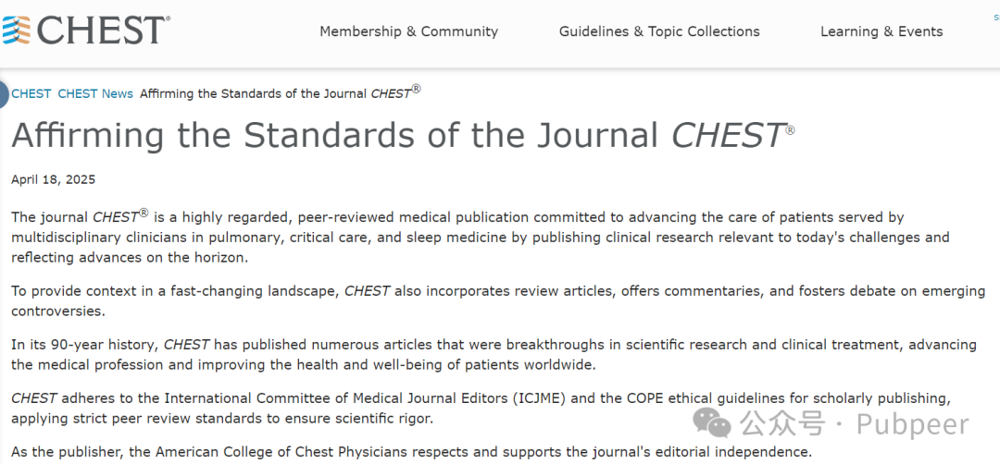 CHEST®
Membership & Community
Guidelines & Topic Collections
Learning & Events
CHEST CHEST News Affirming the Standards of the Journal CHEST®
Affirming the Standards of the Journal CHEST®
April 18, 2025
The journal CHEST® is a highly regarded, peer-reviewed medical publication committed to advancing the care of patients served by
multidisciplinary clinicians in pulmonary, critical care, and sleep medicine by publishing clinical research relevant to today's challenges and
reflecting advances on the horizon.
To provide context in a fast-changing landscape, CHEST also incorporates review articles, offers commentaries, and fosters debate on emerging
controversies.
In its 90-year history, CHEST has published numerous articles that were breakthroughs in scientific research and clinical treatment, advancing
the medical profession and improving the health and well-being of patients worldwide.
CHEST adheres to the International Committee of Medical Journal Editors (ICJME) and the COPE ethical guidelines for scholarly publishing,
applying strict peer review standards to ensure scientific rigor.
公众号 · Pubpeer
As the publisher, the American College of Chest Physicians respects and supports the journal's editorial independence.